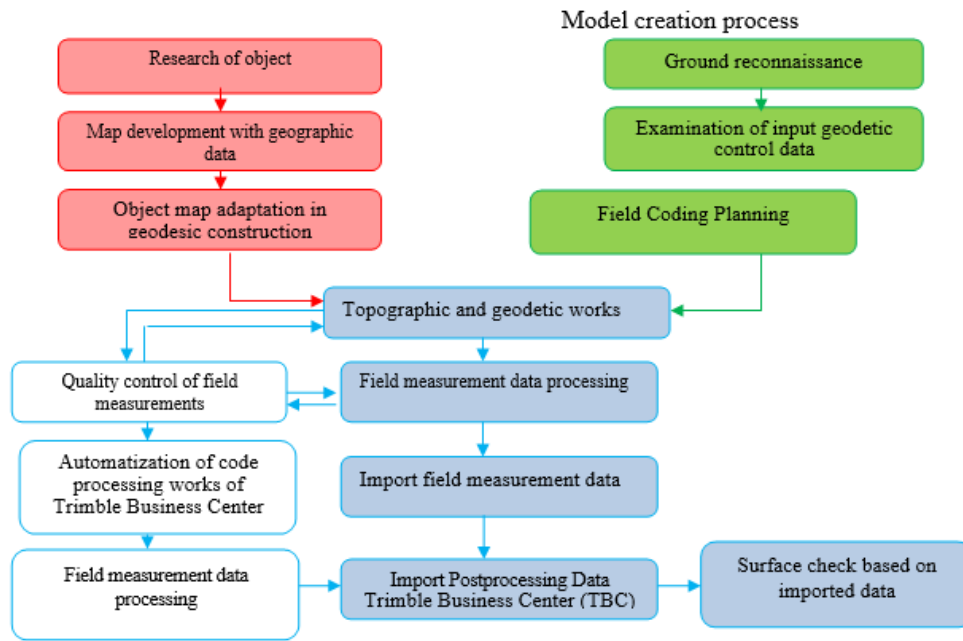 Model creation process
Research of object
Ground reconnaissance
Map development with geographic
data
Examination of input geodetic
control data
Object map adaptation in
geodesic construction
Field Coding Planning
Topographic and geodetic works
Quality control of field
measurements
Field measurement data processing
Automatization of code
processing works of
Trimble Business Center
Import field measurement data
Field measurement data
processing
Import Postprocessing Data
Trimble Business Center (TBC)
Surface check based on
imported data